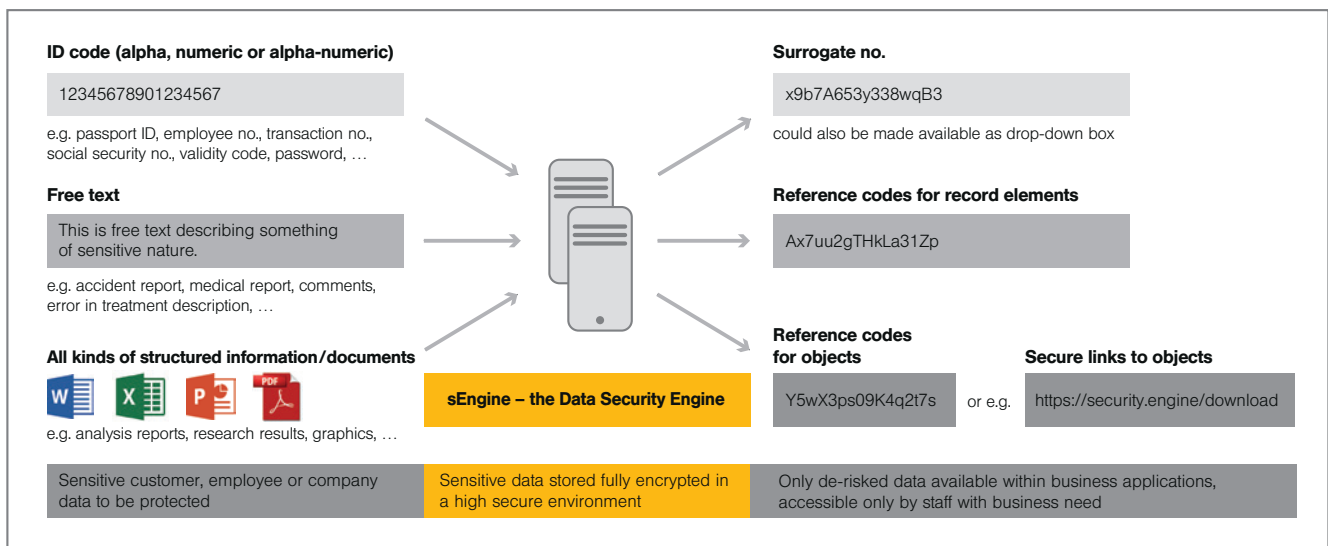 ID code (alpha, numeric or alpha-numeric)
12345678901234567
e.g. passport ID, employee no., transaction no.,
social security no., validity code, password, …
Free text
This is free text describing something
of sensitive nature.
e.g. accident report, medical report, comments,
error in treatment description, …
All kinds of structured information/documents
W
X
P
PDF
e.g. analysis reports, research results, graphics, …
Sensitive customer, employee or company
data to be protected
sEngine – the Data Security Engine
Sensitive data stored fully encrypted in
a high secure environment
Surrogate no.
x9b7A653y338wqB3
could also be made available as drop-down box
Reference codes for record elements
Ax7uu2gTHkLa31Zp
Reference codes
for objects
Y5wX3ps09K4q2t7s
or e.g.
Secure links to objects
https://security.engine/download
Only de-risked data available within business applications,
accessible only by staff with business need